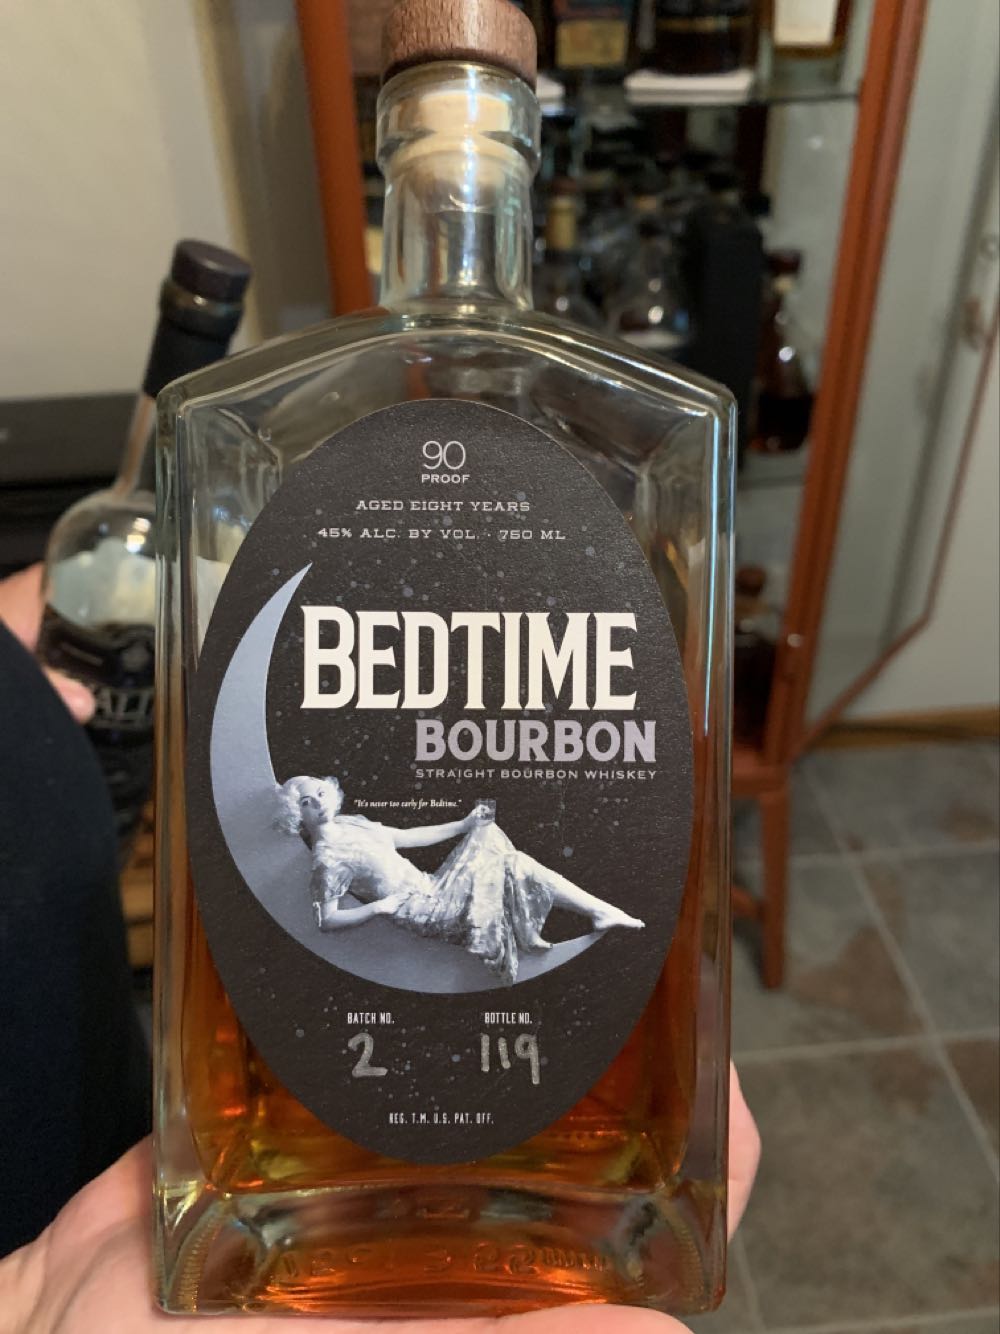 90
PROOF
AGED EIGHT YEARS
45% ALC. BY VOL. · 750 ML
BEDTIME
BOURBON
STRAIGHT BOURBON WHISKEY
"It's never too early for Bedtime."
BATCH NO. BOTTLE NO.
2 119
REG. T.M. U.S. PAT. OFF.